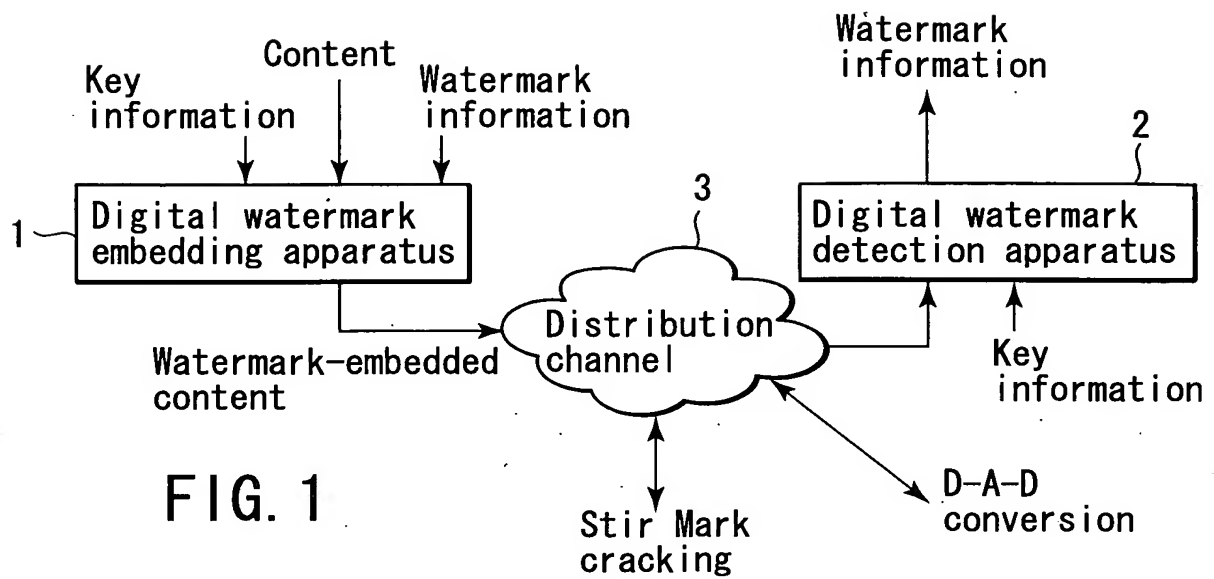 Content
Key
information
Watermark
information
1
Digital watermark
embedding apparatus
Watermark-embedded
content
3
Distribution
channel
Stir Mark
cracking
D-A-D
conversion
Watermark
information
2
Digital watermark
detection apparatus
Key
information
FIG. 1